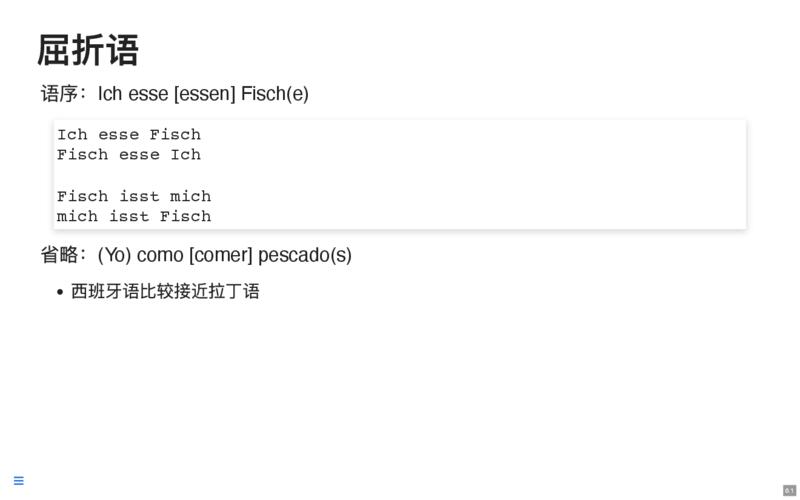 屈折语
语序：Ich esse [essen] Fisch(e)
Ich esse Fisch
Fisch esse Ich
Fisch isst mich
mich isst Fisch
省略：(Yo) como [comer] pescado(s)
• 西班牙语比较接近拉丁语
6.1